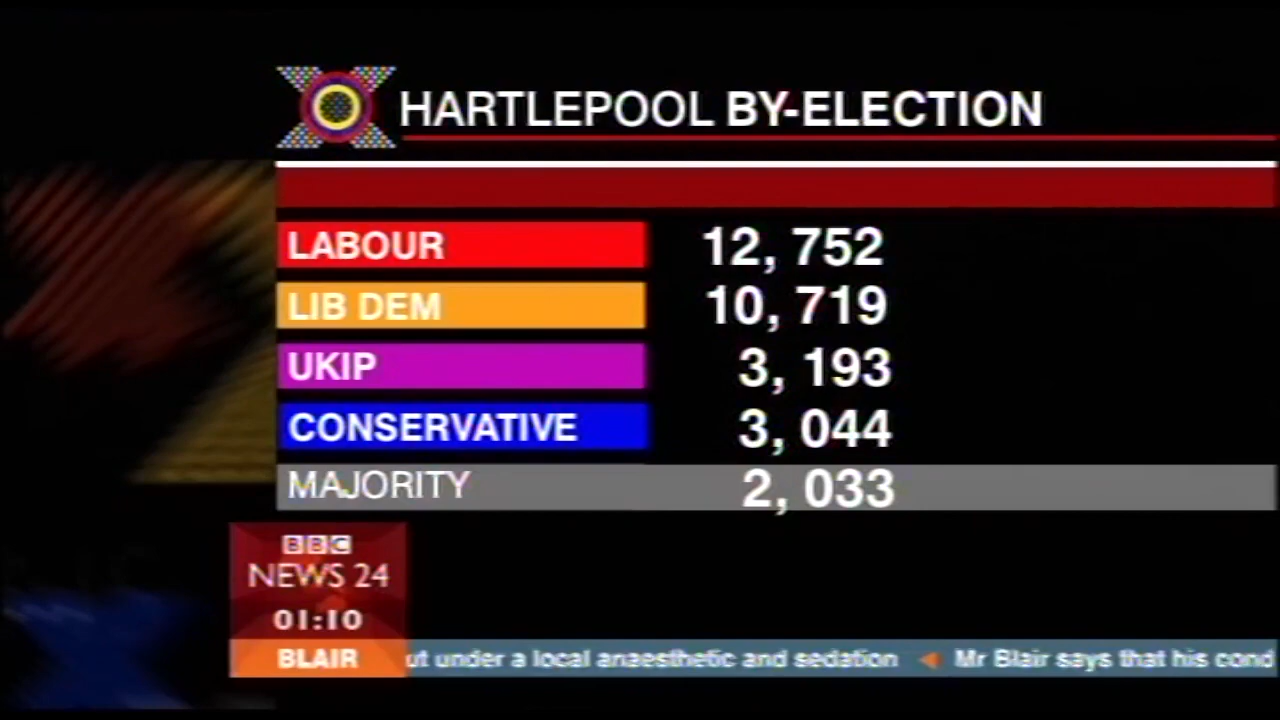 HARTLEPOOL BY-ELECTION
LABOUR 12, 752
LIB DEM 10, 719
UKIP 3, 193
CONSERVATIVE 3, 044
MAJORITY 2, 033
BBC
NEWS 24
01:10
BLAIR ut under a local anaesthetic and sedation Mr Blair says that his cond